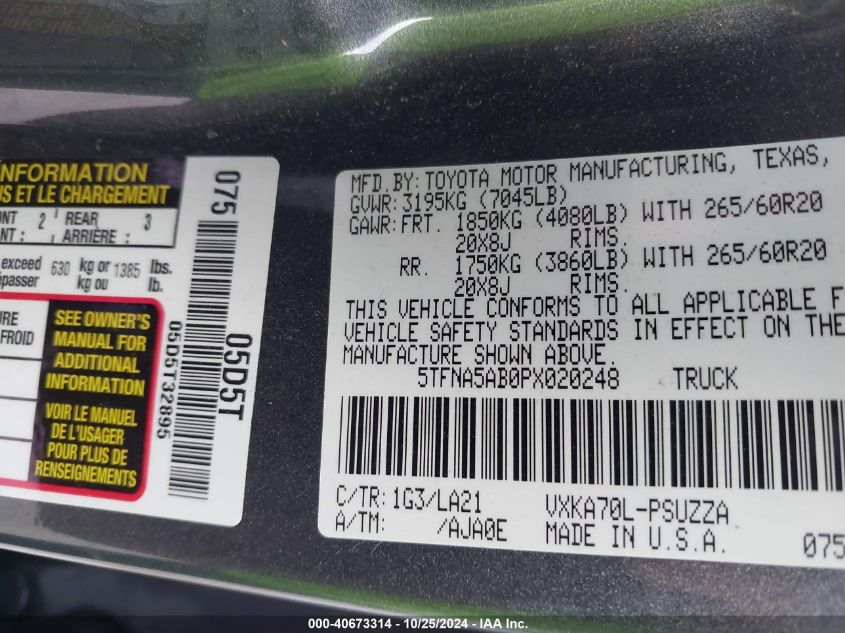 INFORMATION
US ET LE CHARGEMENT
2 REAR 3
ARRIÈRE:
exceed 630 kg or 1385 lbs.
kg ou lb.
SEE OWNER'S
MANUAL FOR
ADDITIONAL
INFORMATION
VOIR LE MANUEL
DE L'USAGER
POUR PLUS DE
RENSEIGNEMENTS
075
05D5T
05D5T32895
MFD.BY: TOYOTA MOTOR MANUFACTURING, TEXAS,
GVWR: 3195KG (7045LB)
GAWR: FRT. 1850KG (4080LB) WITH 265/60R20
20X8J RIMS.
RR. 1750KG (3860LB) WITH 265/60R20
20X8J RIMS.
THIS VEHICLE CONFORMS TO ALL APPLICABLE F
VEHICLE SAFETY STANDARDS IN EFFECT ON THE
MANUFACTURE SHOWN ABOVE.
5TFNA5AB0PX020248 TRUCK
C/TR: 1G3/LA21 VXKA70L-PSUZZA
A/TM: /AJA0E MADE IN U.S.A.
075
000-40673314 - 10/25/2024 - IAA Inc.